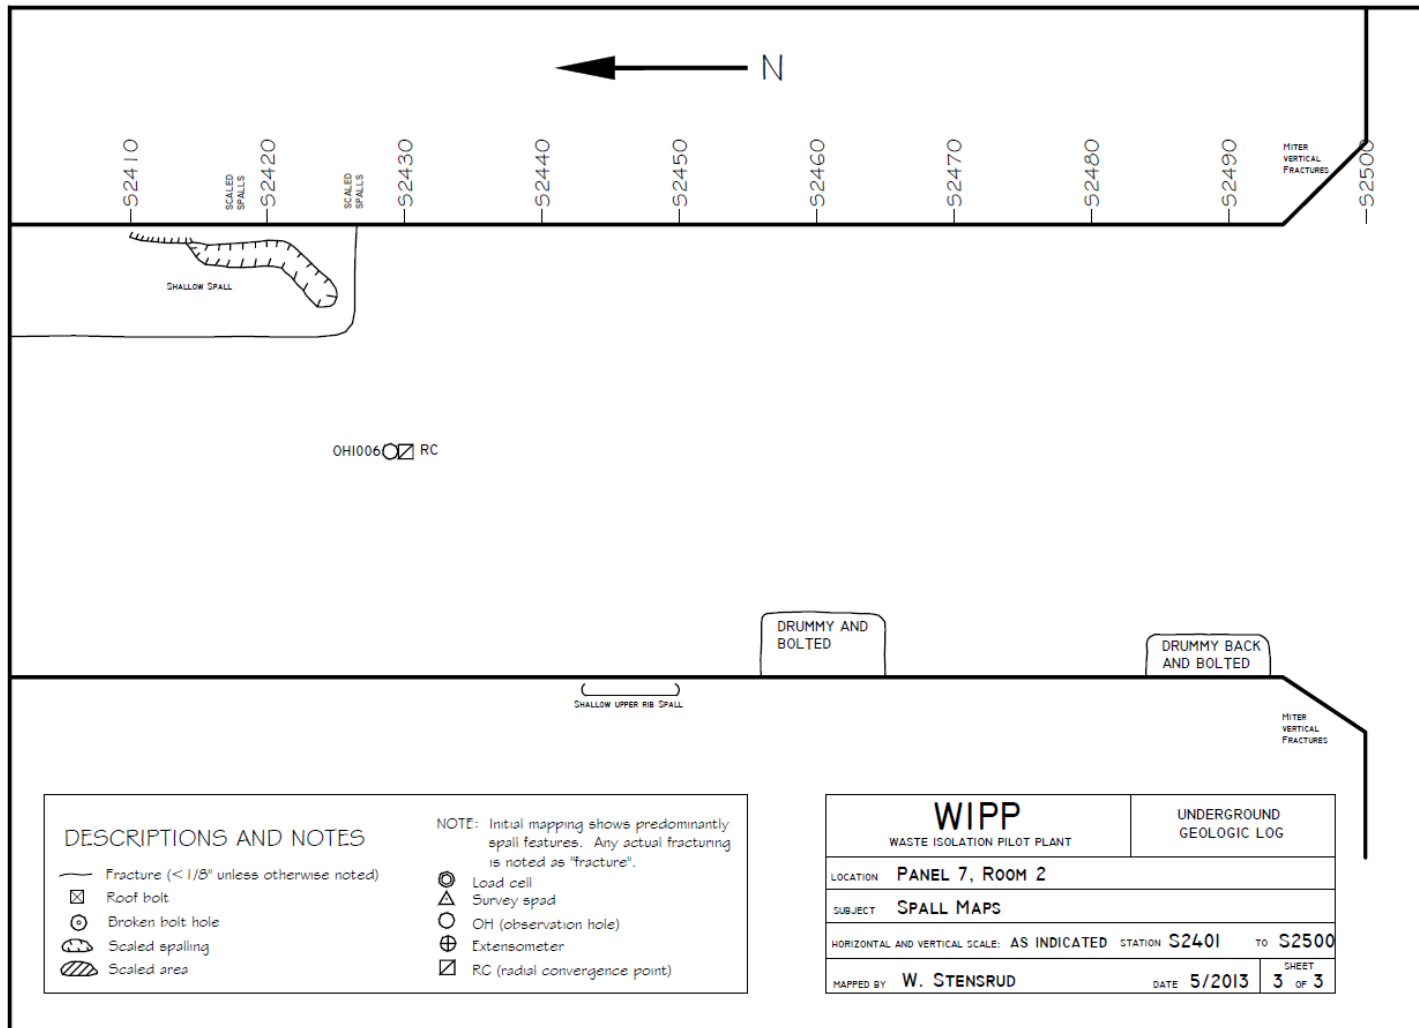 N
S2410
SCALED
SPALLS
S2420
SCALED
SPALLS
S2430
S2440
S2450
S2460
S2470
S2480
S2490
MITER
VERTICAL
FRACTURES
S2500
SHALLOW SPALL
OH1006 RC
DRUMMY AND
BOLTED
DRUMMY BACK
AND BOLTED
SHALLOW UPPER RIB SPALL
MITER
VERTICAL
FRACTURES
DESCRIPTIONS AND NOTES
Fracture (<1/8" unless otherwise noted)
Roof bolt
Broken bolt hole
Scaled spalling
Scaled area
NOTE: Initial mapping shows predominantly
spall features. Any actual fracturing
is noted as "fracture".
Load cell
Survey spad
OH (observation hole)
Extensometer
RC (radial convergence point)
WIPP
WASTE ISOLATION PILOT PLANT
UNDERGROUND
GEOLOGIC LOG
LOCATION PANEL 7, ROOM 2
SUBJECT SPALL MAPS
HORIZONTAL AND VERTICAL SCALE: AS INDICATED STATION S2401 TO S2500
MAPPED BY W. STENSRUD DATE 5/2013
SHEET
3 OF 3